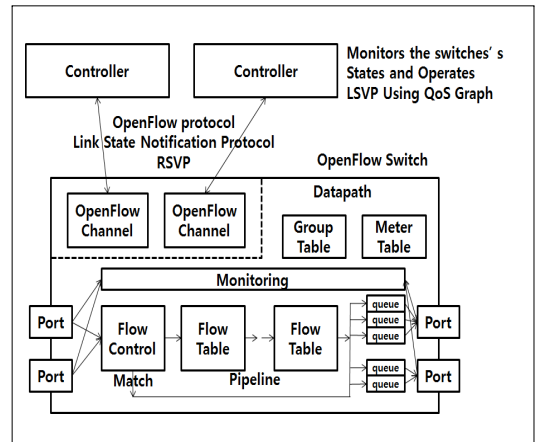 Controller
Controller
Monitors the switches' s
States and Operates
LSVP Using QoS Graph
OpenFlow protocol
Link State Notification Protocol
RSVP
OpenFlow Switch
Datapath
OpenFlow
Channel
OpenFlow
Channel
Group
Table
Meter
Table
Monitoring
Port
Port
Flow
Control
Flow
Table
Flow
Table
queue
queue
queue
queue
queue
Port
Port
Match
Pipeline